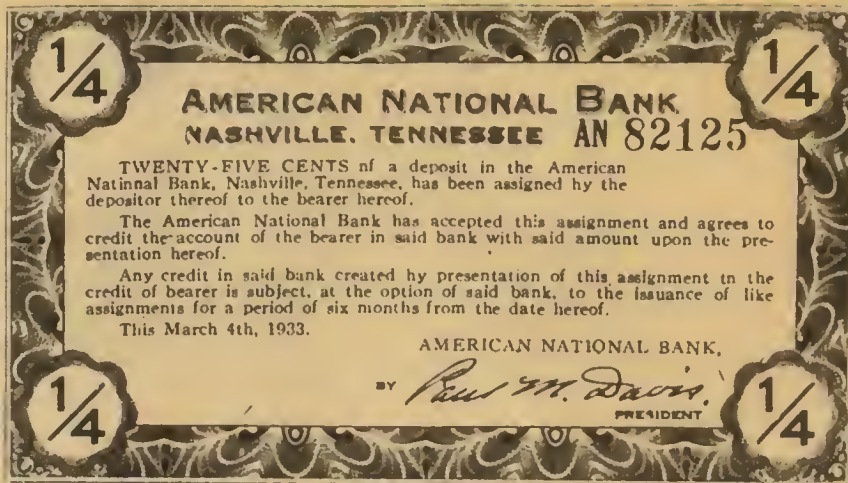 1/4 1/4
AMERICAN NATIONAL BANK
NASHVILLE, TENNESSEE AN 82125
TWENTY-FIVE CENTS nf a deposit in the American
Natinnal Bank, Nashville, Tennessee, has been assigned by the
depositor thereof to the bearer hereof.
The American National Bank has accepted this assignment and agrees to
credit the account of the bearer in said bank with said amount upon the pre-
sentation hereof.
Any credit in said bank created hy presentation of this assignment tn the
credit of bearer is subject, at the option of said bank, to the issuance of like
assignments for a period of six months from the date hereof.
This March 4th, 1933.
AMERICAN NATIONAL BANK,
BY Paul M. Davis.
PRESIDENT
1/4 1/4